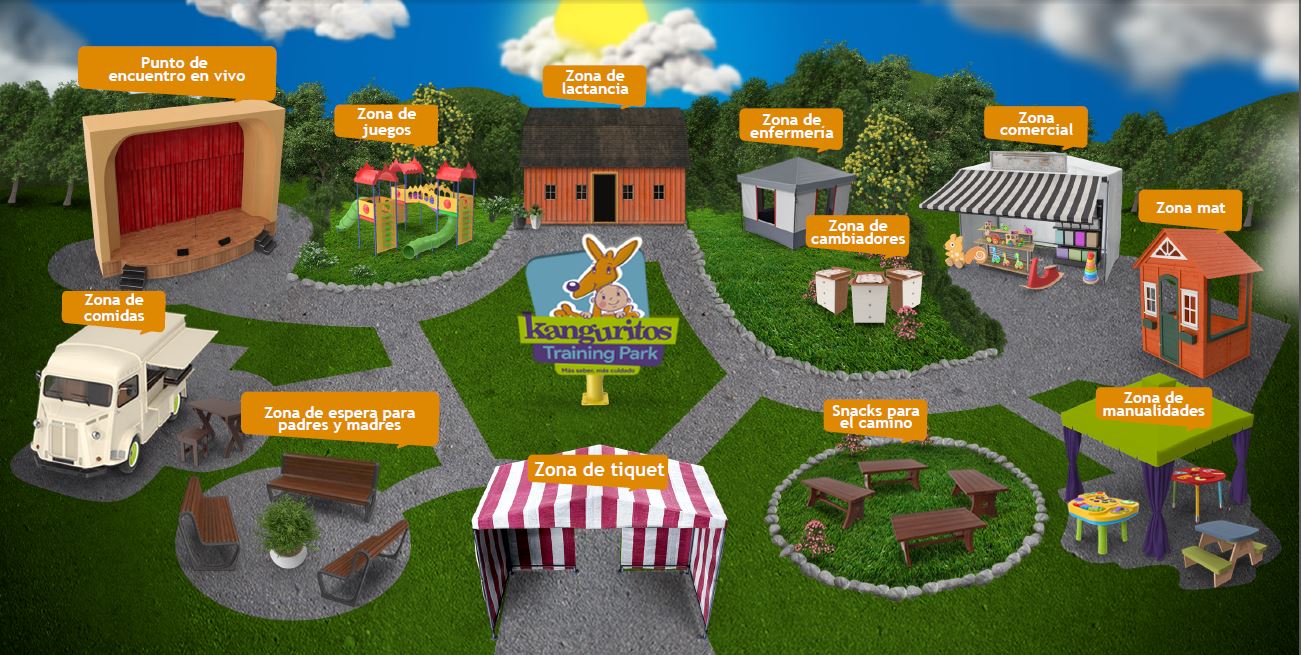 Punto de
encuentro en vivo
Zona de
juegos
Zona de
lactancia
Zona de
enfermería
Zona
comercial
Zona mat
Zona de
cambiadores
Zona de
comidas
kanguritos
Training Park
Más saber, más cuidado
Zona de espera para
padres y madres
Snacks para
el camino
Zona de
manualidades
Zona de tiquet